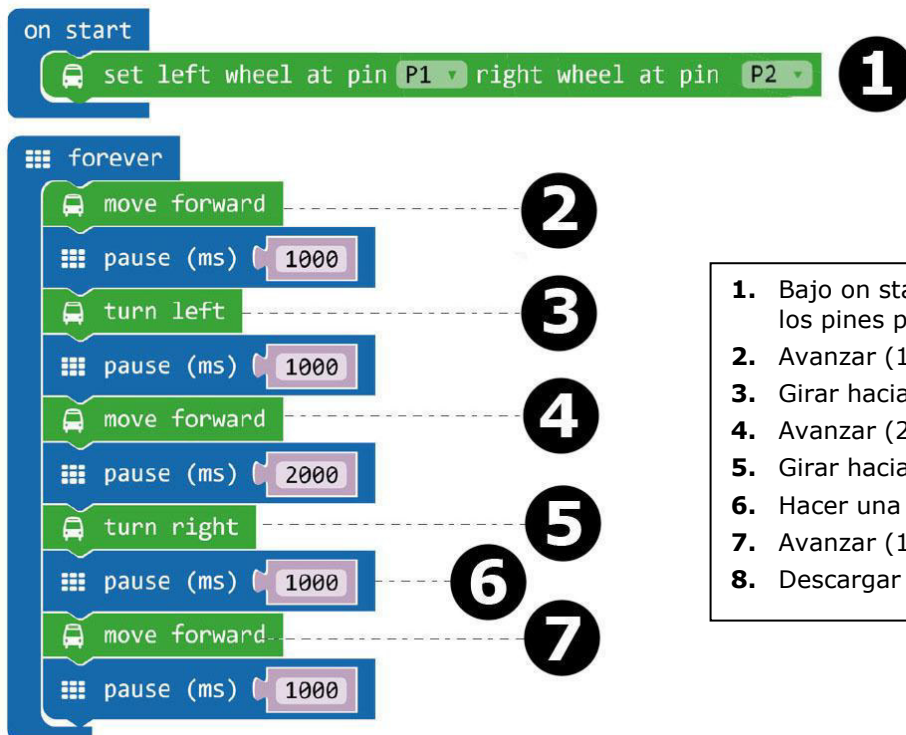 on start
set left wheel at pin P1 right wheel at pin P2
1
forever
move forward
2
pause (ms) 1000
turn left
3
pause (ms) 1000
move forward
4
pause (ms) 2000
turn right
5
pause (ms) 1000
6
move forward
7
pause (ms) 1000
1. Bajo on sta
los pines p
2. Avanzar (1
3. Girar hacia
4. Avanzar (2
5. Girar hacia
6. Hacer una
7. Avanzar (1
8. Descargar